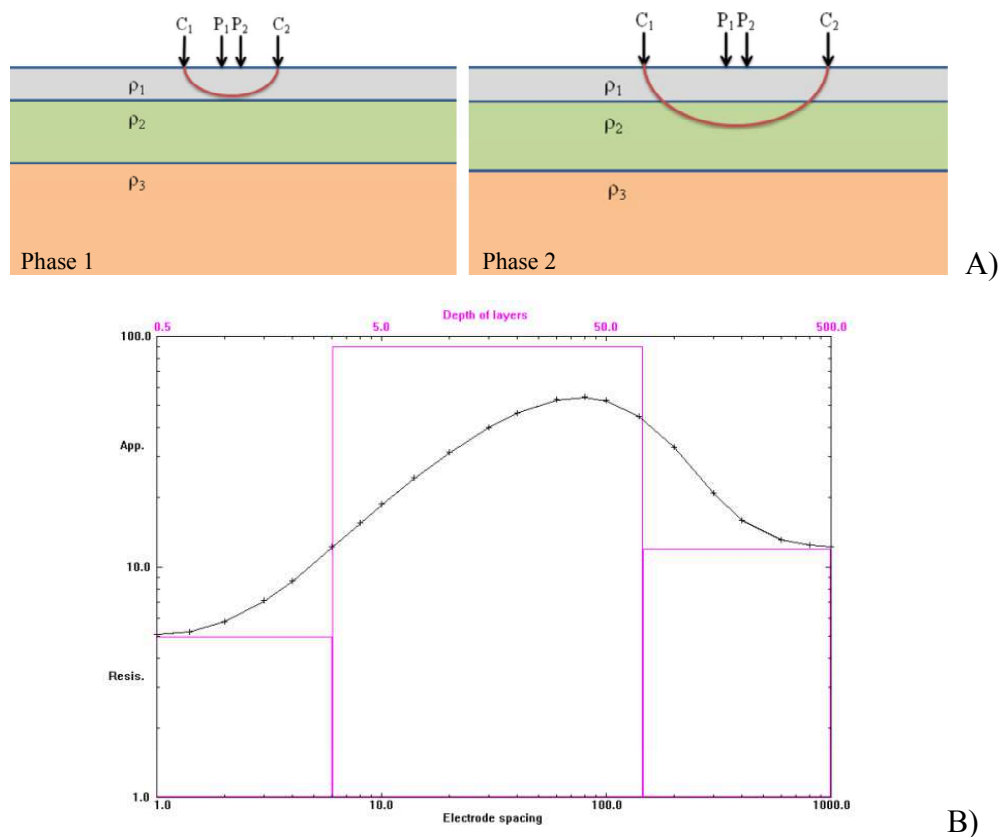 C₁ P₁ P₂ C₂
ρ₁
ρ₂
ρ₃
Phase 1
C₁ P₁ P₂ C₂
ρ₁
ρ₂
ρ₃
Phase 2
A)
Depth of layers
0.5 5.0 50.0 500.0
100.0
App.
10.0
Resis.
1.0
1.0 10.0 100.0 1000.0
Electrode spacing
B)